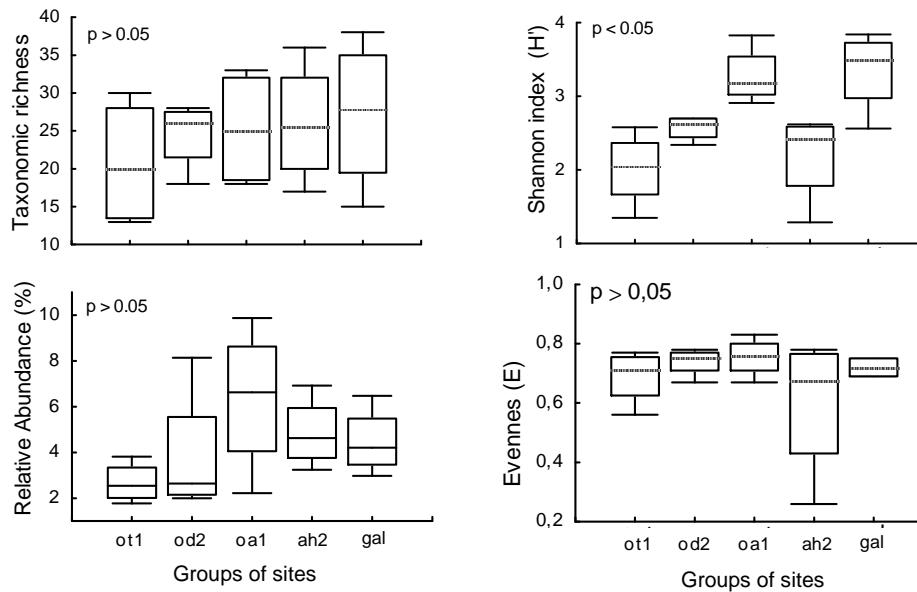 40
35
30
25
20
15
10
Taxonomic richness
p > 0.05
4
3
2
1
Shannon index (H')
p < 0.05
10
8
6
4
2
Relative Abundance (%)
p > 0.05
ot1 od2 oa1 ah2 gal
Groups of sites
1,0
0,8
0,6
0,4
0,2
Evennes (E)
p > 0,05
ot1 od2 oa1 ah2 gal
Groups of sites